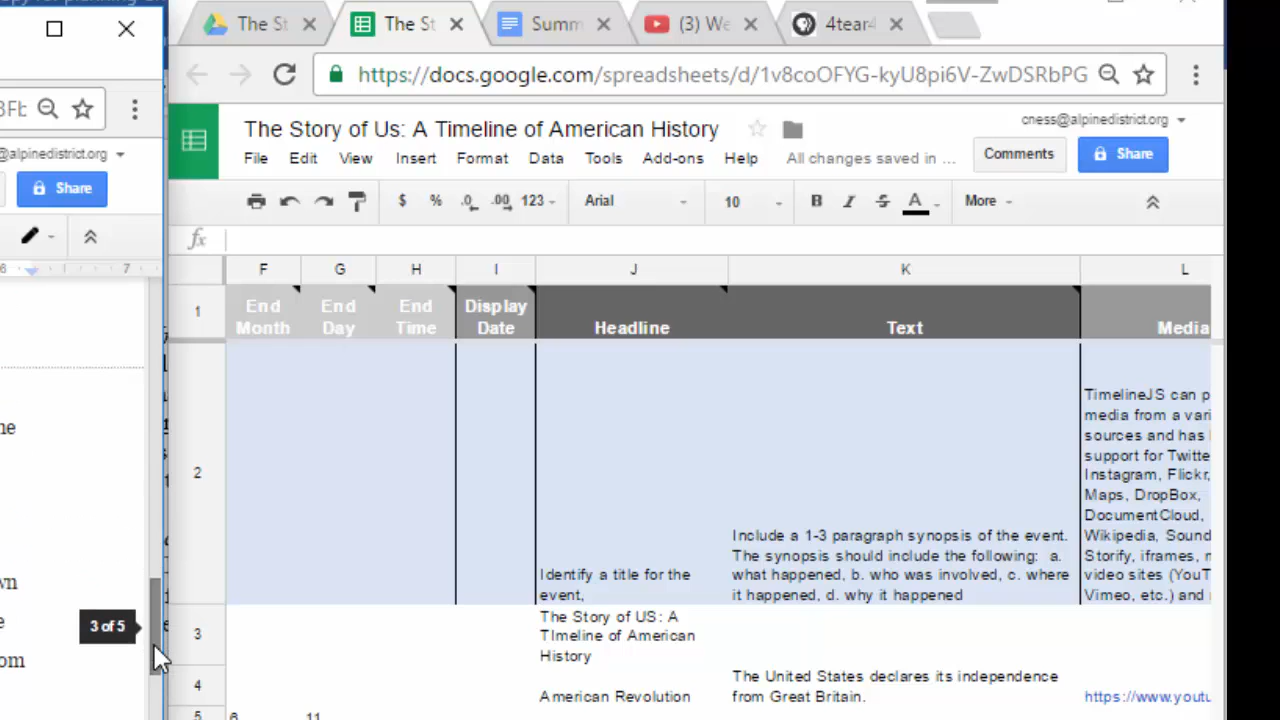 The St
The St
Summ
(3) We
4tear4
https://docs.google.com/spreadsheets/d/1v8coOFYG-kyU8pi6V-ZwDSRbPG
The Story of Us: A Timeline of American History
cness@alpinedistrict.org
File Edit View Insert Format Data Tools Add-ons Help All changes saved in ...
Comments
Share
@alpinedistrict.org
Share
$ % .0 .00 123 Arial 10 B I S A More
fx
6 7
F G H I J K L
1
End Month
End Day
End Time
Display Date
Headline
Text
Media
2
Identify a title for the
event,
Include a 1-3 paragraph synopsis of the event.
The synopsis should include the following: a.
what happened, b. who was involved, c. where
it happened, d. why it happened
TimelineJS can p
media from a vari
sources and has
support for Twitte
Instagram, Flickr,
Maps, DropBox,
DocumentCloud,
Wikipedia, Sound
Storify, iframes, 
video sites (YouT
Vimeo, etc.) and
3
The Story of US: A
TImeline of American
History
4
American Revolution
The United States declares its independence
from Great Britain.
https://www.youtu
5
6 11
3 of 5